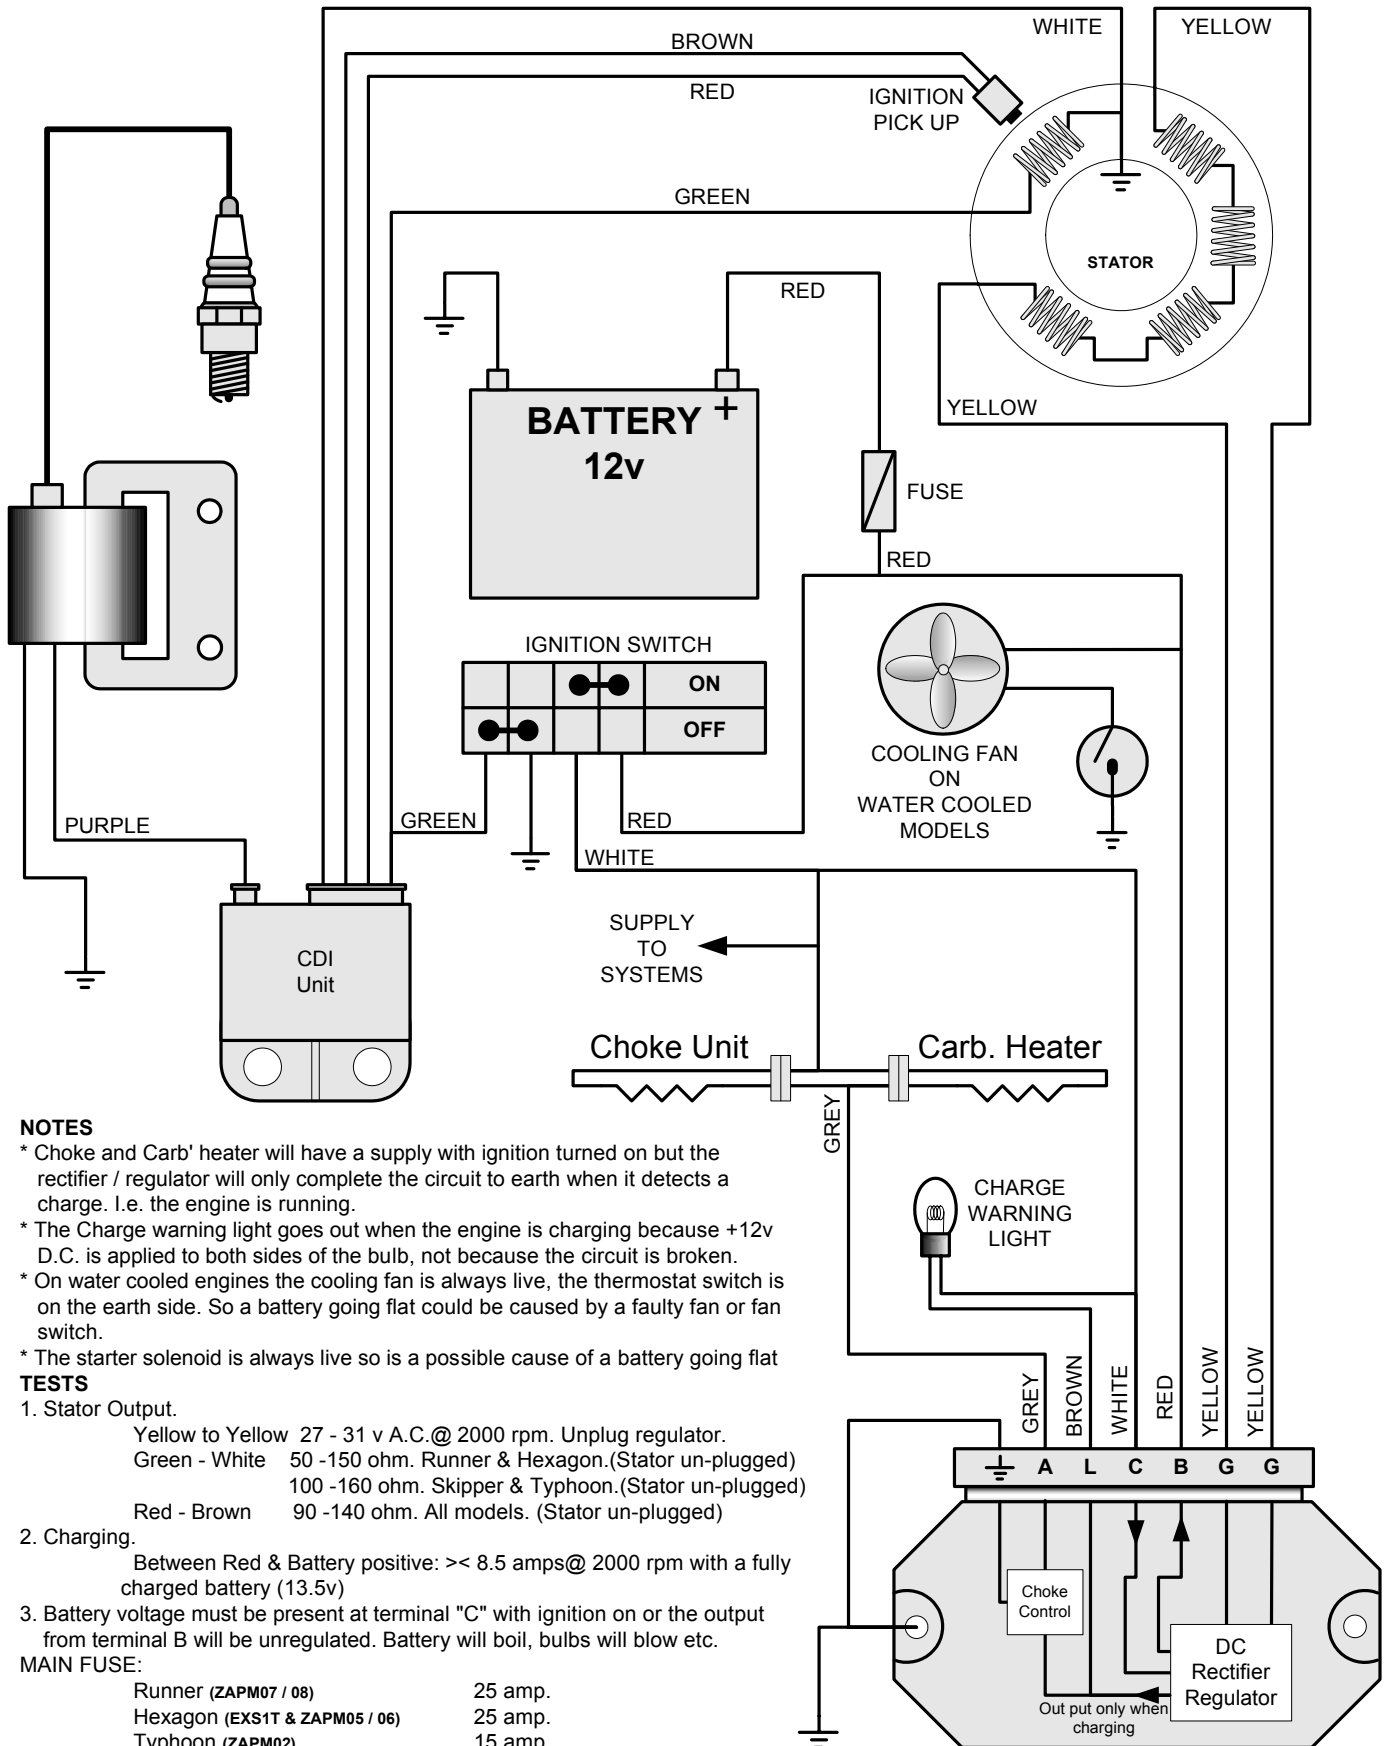 WHITE
YELLOW
BROWN
RED
IGNITION
PICK UP
GREEN
STATOR
RED
YELLOW
BATTERY +
12v
FUSE
RED
IGNITION SWITCH
ON
OFF
COOLING FAN
ON
WATER COOLED
MODELS
PURPLE
GREEN
RED
WHITE
SUPPLY
TO
SYSTEMS
CDI
Unit
Choke Unit
Carb. Heater
GREY
NOTES
* Choke and Carb' heater will have a supply with ignition turned on but the
rectifier / regulator will only complete the circuit to earth when it detects a
charge. I.e. the engine is running.
* The Charge warning light goes out when the engine is charging because +12v
D.C. is applied to both sides of the bulb, not because the circuit is broken.
* On water cooled engines the cooling fan is always live, the thermostat switch is
on the earth side. So a battery going flat could be caused by a faulty fan or fan
switch.
* The starter solenoid is always live so is a possible cause of a battery going flat
TESTS
1. Stator Output.
Yellow to Yellow 27 - 31 v A.C.@ 2000 rpm. Unplug regulator.
Green - White 50 -150 ohm. Runner & Hexagon.(Stator un-plugged)
100 -160 ohm. Skipper & Typhoon.(Stator un-plugged)
Red - Brown 90 -140 ohm. All models. (Stator un-plugged)
2. Charging.
Between Red & Battery positive: >< 8.5 amps@ 2000 rpm with a fully
charged battery (13.5v)
3. Battery voltage must be present at terminal "C" with ignition on or the output
from terminal B will be unregulated. Battery will boil, bulbs will blow etc.
MAIN FUSE:
Runner (ZAPM07 / 08) 25 amp.
Hexagon (EXS1T & ZAPM05 / 06) 25 amp.
Typhoon (ZAPM02) 15 amp
CHARGE
WARNING
LIGHT
GREY
BROWN
WHITE
RED
YELLOW
YELLOW
A L C B G G
Choke
Control
DC
Rectifier
Regulator
Out put only when
charging